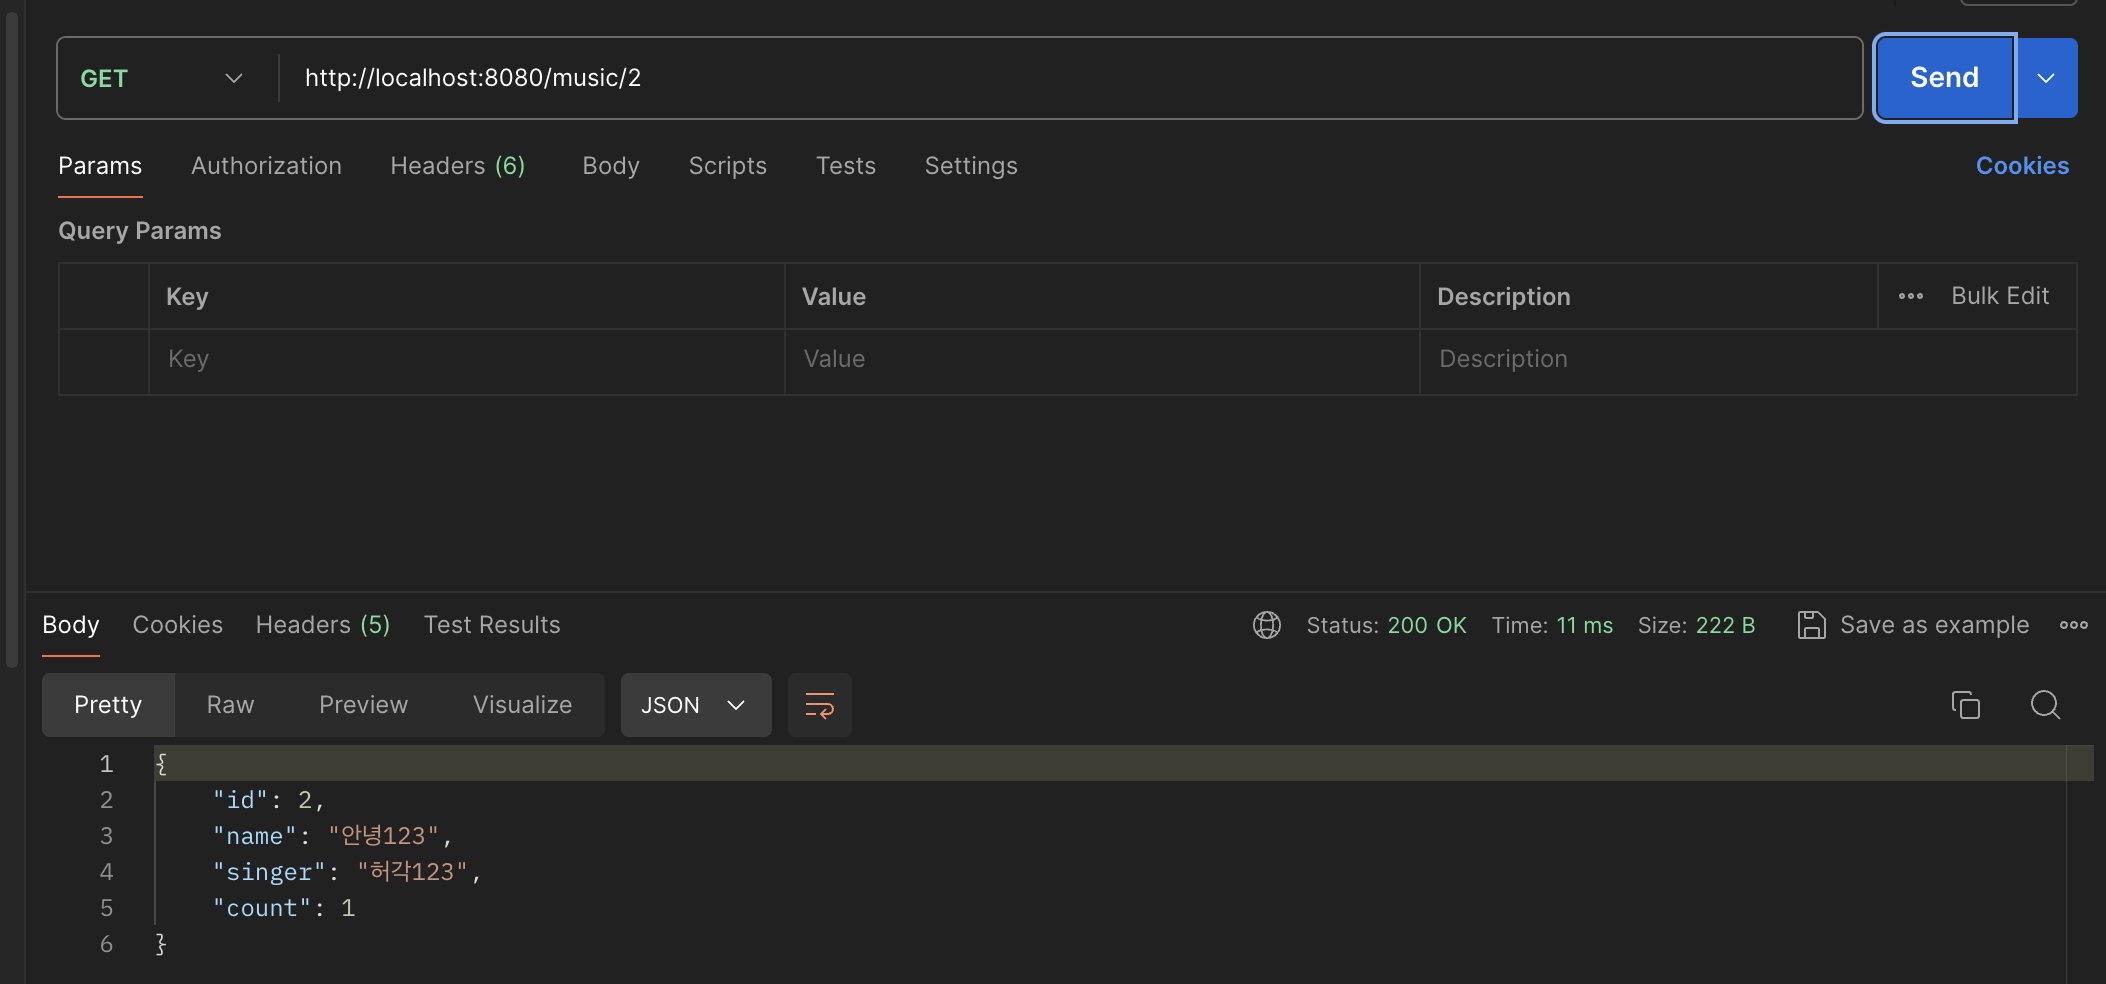 GET http://localhost:8080/music/2 Send
Params Authorization Headers (6) Body Scripts Tests Settings Cookies
Query Params
Key Value Description Bulk Edit
Key Value Description
Body Cookies Headers (5) Test Results Status: 200 OK Time: 11 ms Size: 222 B Save as example
Pretty Raw Preview Visualize JSON
1 {
2 "id": 2,
3 "name": "안녕123",
4 "singer": "허각123",
5 "count": 1
6 }